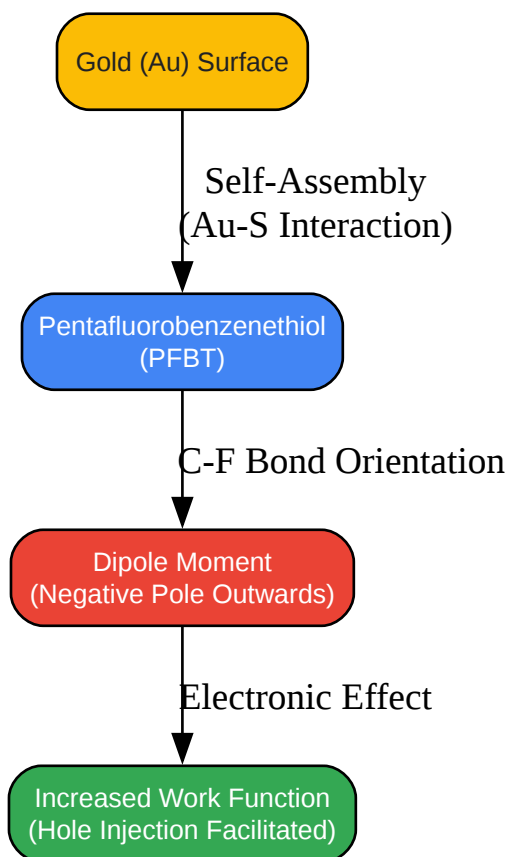 Gold (Au) Surface
Self-Assembly
(Au-S Interaction)
Pentafluorobenzenethiol
(PFBT)
C-F Bond Orientation
Dipole Moment
(Negative Pole Outwards)
Electronic Effect
Increased Work Function
(Hole Injection Facilitated)